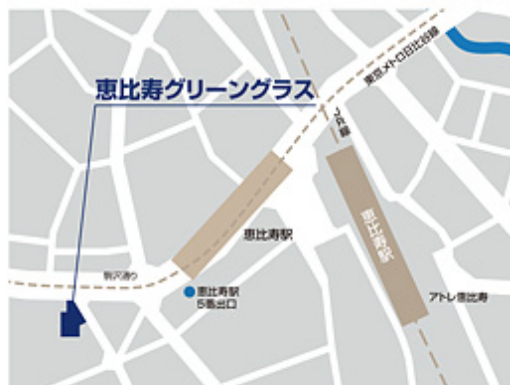 東京メトロ日比谷線
恵比寿グリーングラス
JR線
恵比寿駅
恵比寿駅
駒沢通り
恵比寿駅
5番出口
アトレ恵比寿